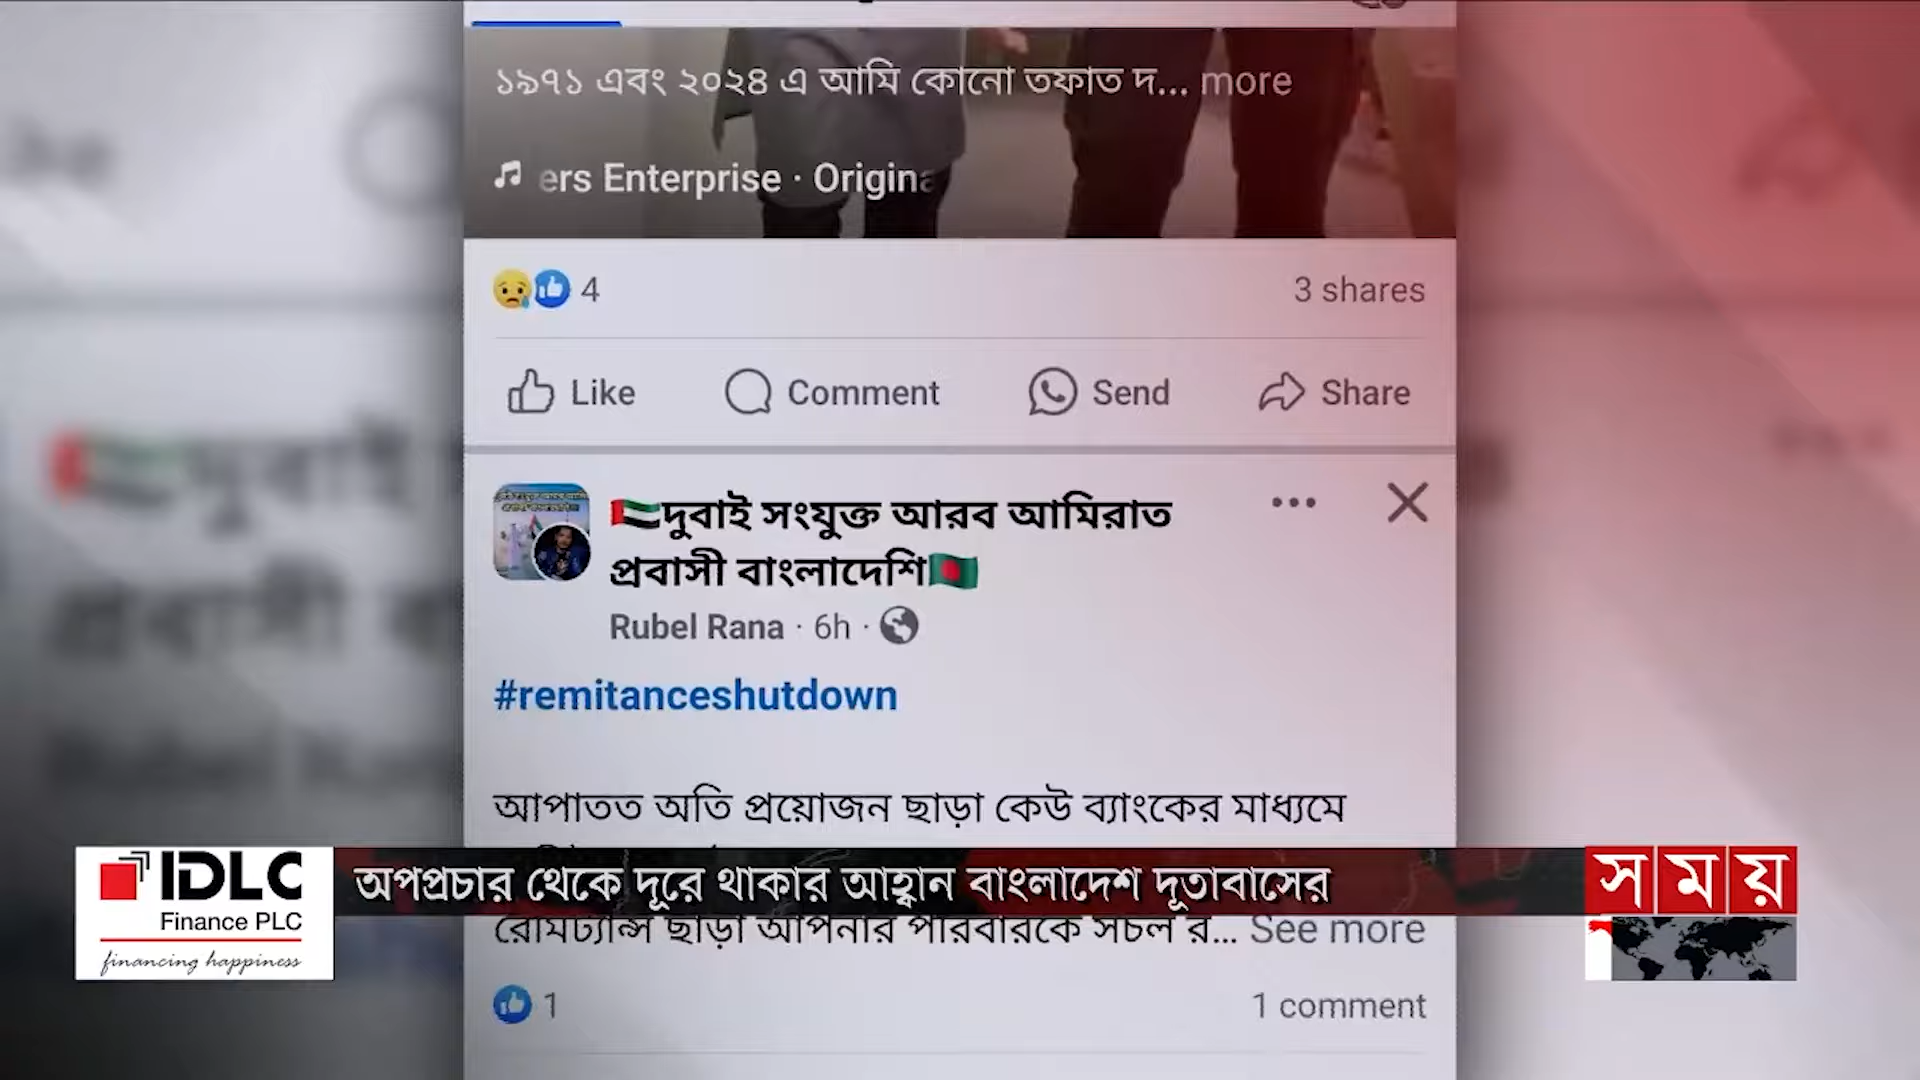 ১৯৭১ এবং ২০২৪ এ আমি কোনো তফাত দ... more
ers Enterprise · Origina
4
3 shares
Like
Comment
Send
Share
🇦🇪দুবাই সংযুক্ত আরব আমিরাত
প্রবাসী বাংলাদেশি🇧🇩
Rubel Rana · 6h ·
#remitanceshutdown
আপাতত অতি প্রয়োজন ছাড়া কেউ ব্যাংকের মাধ্যমে
IDLC
Finance PLC
financing happiness
অপপ্রচার থেকে দূরে থাকার আহ্বান বাংলাদেশ দূতাবাসের
সময়
রেমিট্যান্স ছাড়া আপনার পরিবারকে সচল র... See more
1
1 comment